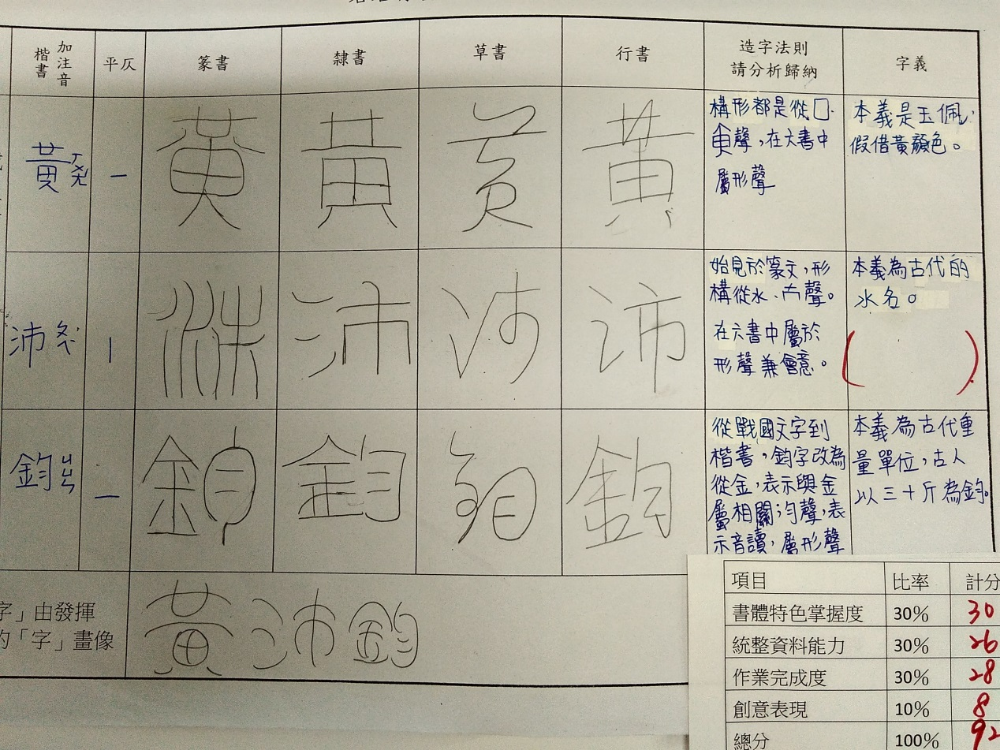 加注音
楷書
平仄
篆書
隸書
草書
行書
造字法則
請分析歸納
字義
黃ㄏㄨㄤˊ
一
黃
黃
黃
黃
構形都是從囗.
聲,在六書中
屬形聲
本義是玉佩,
假借黃顏色。
沛ㄆㄟˋ
|
沛
沛
沛
沛
始見於篆文,形
構從水、巿聲。
在六書中屬於
形聲兼會意。
本義為古代的
水名。
( )
鈞ㄐㄩㄣ
一
鈞
鈞
鈞
鈞
從戰國文字到
楷書,鈞字改為
從金,表示與金
屬相關;勻聲,表
示音讀,屬形聲
本義為古代重
量單位,古人
以三十斤為鈞。
字」由發揮
的「字」畫像
黃沛鈞
項目 比率 計分
書體特色掌握度 30% 30
統整資料能力 30% 26
作業完成度 30% 28
創意表現 10% 8
總分 100% 92